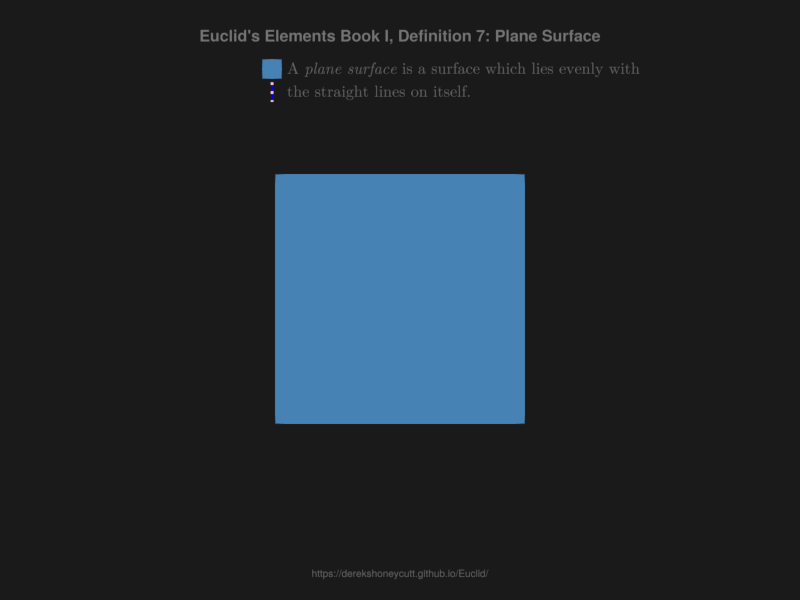 Euclid's Elements Book I, Definition 7: Plane Surface
A plane surface is a surface which lies evenly with
the straight lines on itself.
https://derekshoneycutt.github.io/Euclid/